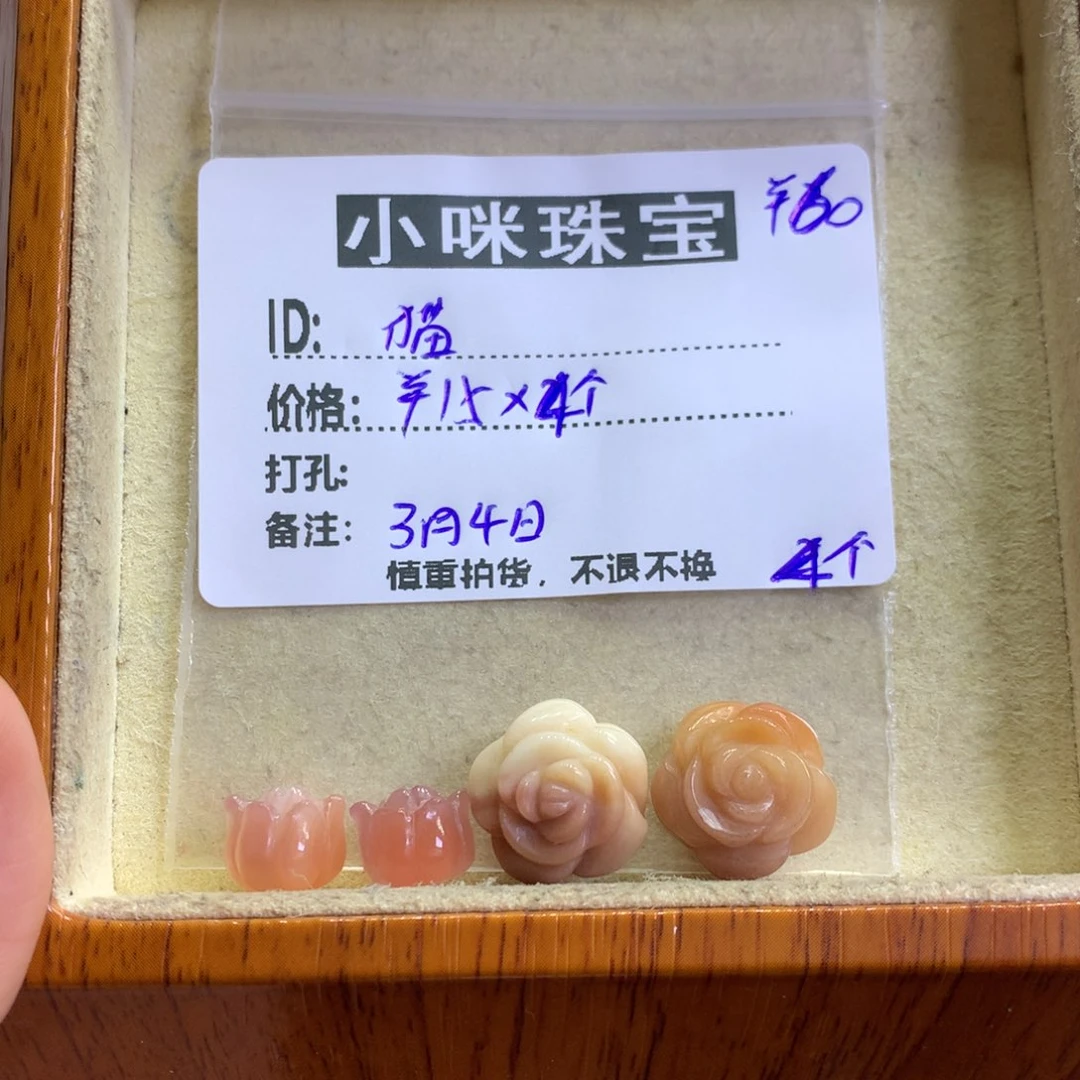 小咪珠宝 ¥60
ID: 猫
价格: ¥15×4个
打孔:
备注: 3月4日
慎重拍货, 不退不换 4个